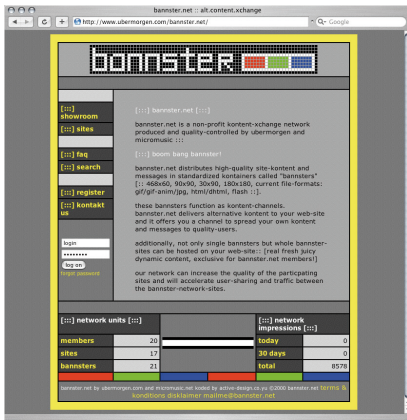 bannster.net :: alt.content.xchange
http://www.ubermorgen.com/bannster.net/
Google
bannster
[:::] showroom
[:::] sites
[:::] faq
[:::] search
[:::] register
[:::] kontakt us
login
••••••••
log on
forgot password
[:::] bannster.net [:::]
bannster.net is a non-profit kontent-xchange network
produced and quality-controlled by ubermorgen and
micromusic :::
[:::] boom bang bannster!
bannster.net distributes high-quality site-kontent and
messages in standardized containers called "bannsters"
[:: 468x60, 90x90, 30x90, 180x180, current file-formats:
gif/gif-anim/jpg, html/dhtml, flash ::].
these bannsters function as kontent-channels.
bannster.net delivers alternative kontent to your web-site
and it offers you a channel to spread your own kontent
and messages to quality-users.
additionally, not only single bannsters but whole bannster-
sites can be hosted on your web-site:: [real fresh juicy
dynamic content, exclusive for bannster.net members!]
our network can increase the quality of the particpating
sites and will accelerate user-sharing and traffic between
the bannster-network-sites.
[:::] network units [:::]
members 20
sites 17
bannsters 21
[:::] network
impressions [:::]
today 0
30 days 0
total 8578
bannster.net by ubermorgen.com and micromusic.net koded by active-design.co.yu ©2000 bannster.net terms &
konditions disklaimer mailme@bannster.net